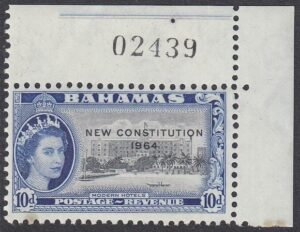 02439
BAHAMAS
NEW CONSTITUTION
1964
10d
10d
MODERN HOTELS
POSTAGE-REVENUE